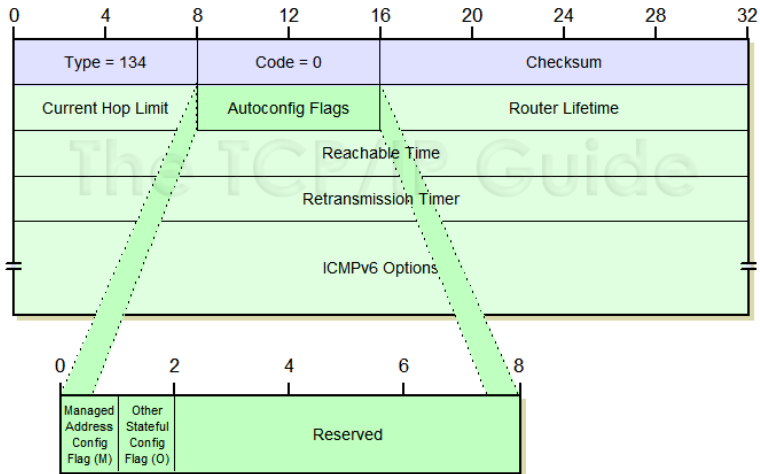 0 4 8 12 16 20 24 28 32
Type = 134 Code = 0 Checksum
Current Hop Limit Autoconfig Flags Router Lifetime
Reachable Time
The TCP/IP Guide
Retransmission Timer
ICMPv6 Options
0 2 4 6 8
Managed
Address
Config
Flag (M)
Other
Stateful
Config
Flag (O)
Reserved